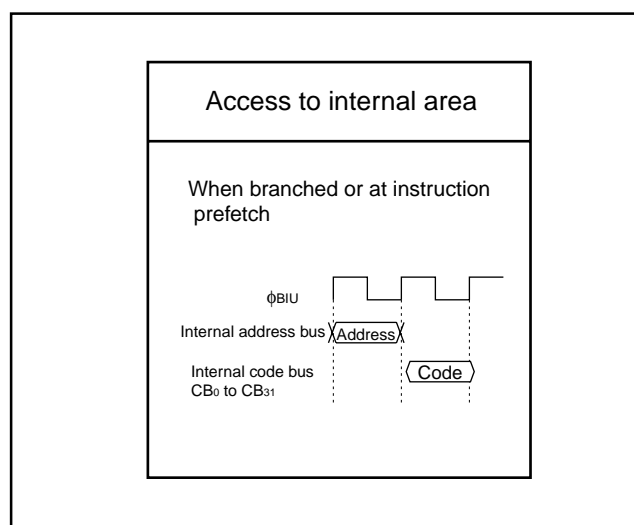 Access to internal area
When branched or at instruction
prefetch
ϕBIU
Internal address bus
Address
Internal code bus
CB0 to CB31
Code